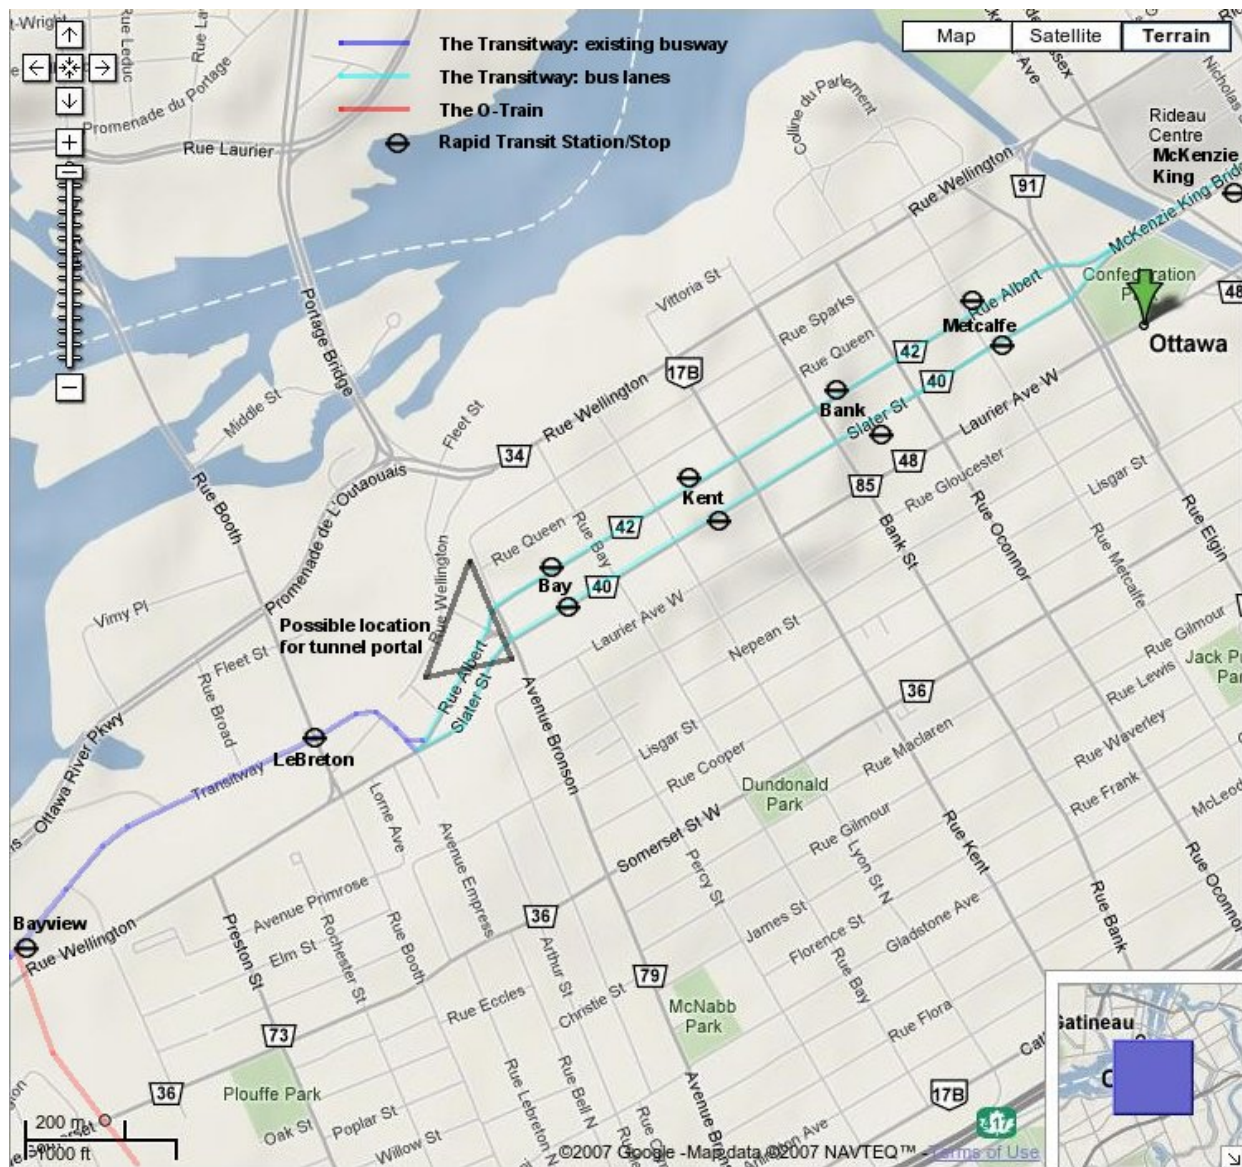 t-Wright
Rue Leduc
Promenade du Portage
Rue Laurier
The Transitway: existing busway
The Transitway: bus lanes
The O-Train
Rapid Transit Station/Stop
Map
Satellite
Terrain
Colline du Parlement
Rideau
Centre
McKenzie
King
McKenzie King Bridg
91
Rue Wellington
Confederation
Ottawa
48
Rue Albert
Metcalfe
Vittoria St
Rue Sparks
Rue Queen
42
40
17B
Bank
Slater St
Laurier Ave W
Portage Bridge
Middle St
Fleet St
Rue Wellington
34
48
85
Rue Gloucester
Lisgar St
Kent
Rue Booth
Promenade de L'Outaouais
Rue Queen
Rue Bay
42
Bank St
Rue Oconnor
Rue Metcalfe
Rue Elgin
Bay
40
Rue Wellington
Laurier Ave W
Nepean St
Vimy Pl
Possible location
for tunnel portal
Fleet St
Rue Broad
Rue Albert
Slater St
Avenue Bronson
36
Rue Gilmour
Rue Lewis
Rue Waverley
Rue Frank
Lisgar St
Rue Cooper
Rue Maclaren
Dundonald
Park
LeBreton
Transitway
Ottawa River Pkwy
Lorne Ave
Avenue Empress
Somerset St W
Rue Gilmour
Percy St
Lyon St N
Rue Kent
Rue Bank
Rue Oconnor
Bayview
Rue Wellington
Preston St
Avenue Primrose
Elm St
Rochester St
Rue Booth
36
Arthur St
James St
Florence St
Gladstone Ave
Rue Bay
Rue Eccles
Christie St
79
McNabb
Park
Rue Flora
73
36
Plouffe Park
Oak St
Poplar St
Willow St
Rue Lebreton N
Rue Bell N
Avenue Brons
17B
Gatineau
200 m
1000 ft
©2007 Google - Map data ©2007 NAVTEQ™ - Terms of Use